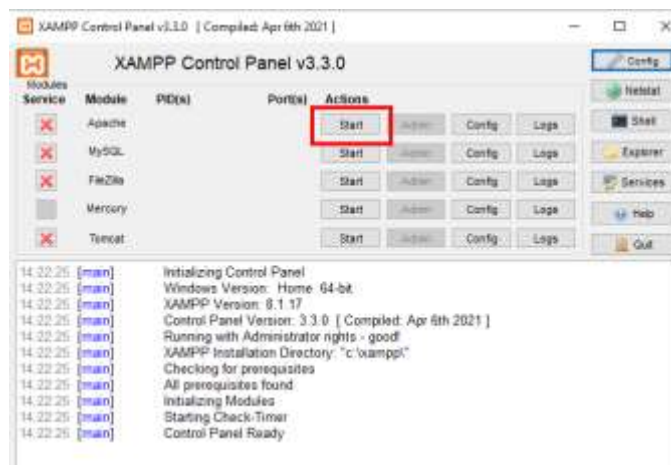 XAMPP Control Panel v3.3.0 [ Compiled: Apr 6th 2021 ]
XAMPP Control Panel v3.3.0
Config
Modules
Service Module PID(s) Port(s) Actions
Netstat
Apache Start Admin Config Logs
Shell
MySQL Start Admin Config Logs
Explorer
FileZilla Start Admin Config Logs
Services
Mercury Start Admin Config Logs
Help
Tomcat Start Admin Config Logs
Quit
14:22:25 [main] Initializing Control Panel
14:22:25 [main] Windows Version: Home 64-bit
14:22:25 [main] XAMPP Version: 8.1.17
14:22:25 [main] Control Panel Version: 3.3.0 [ Compiled: Apr 6th 2021 ]
14:22:25 [main] Running with Administrator rights - good!
14:22:25 [main] XAMPP Installation Directory: "c:\xampp\"
14:22:25 [main] Checking for prerequisites
14:22:25 [main] All prerequisites found
14:22:25 [main] Initializing Modules
14:22:25 [main] Starting Check-Timer
14:22:25 [main] Control Panel Ready